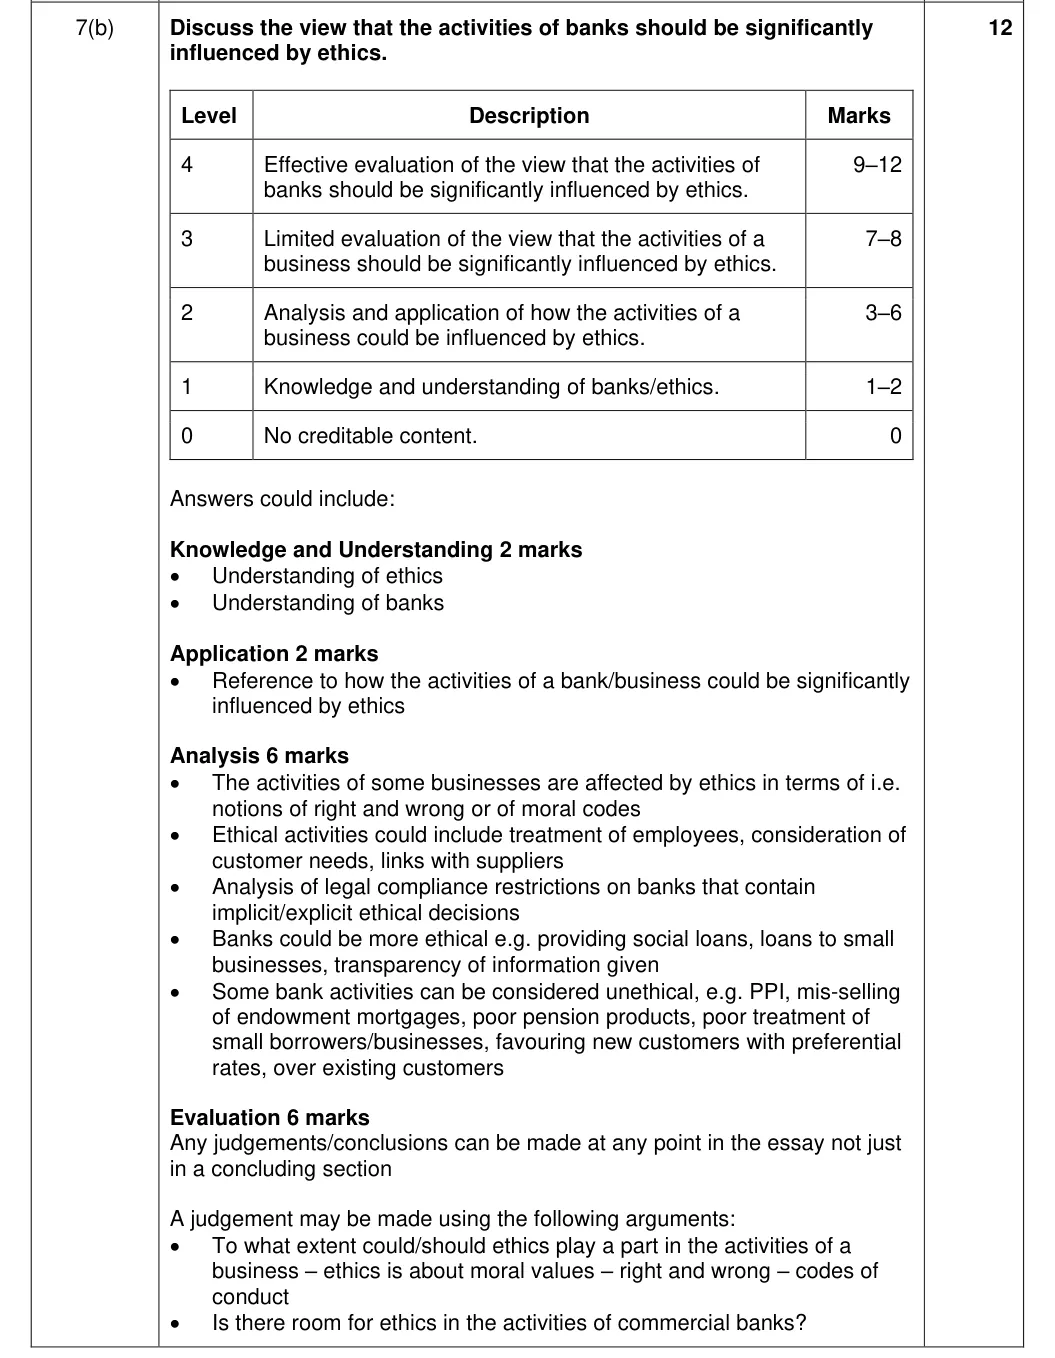 7(b) Discuss the view that the activities of banks should be significantly 12
influenced by ethics.
Level Description Marks
4 Effective evaluation of the view that the activities of 9–12
banks should be significantly influenced by ethics.
3 Limited evaluation of the view that the activities of a 7–8
business should be significantly influenced by ethics.
2 Analysis and application of how the activities of a 3–6
business could be influenced by ethics.
1 Knowledge and understanding of banks/ethics. 1–2
0 No creditable content. 0
Answers could include:
Knowledge and Understanding 2 marks
• Understanding of ethics
• Understanding of banks
Application 2 marks
• Reference to how the activities of a bank/business could be significantly
influenced by ethics
Analysis 6 marks
• The activities of some businesses are affected by ethics in terms of i.e.
notions of right and wrong or of moral codes
• Ethical activities could include treatment of employees, consideration of
customer needs, links with suppliers
• Analysis of legal compliance restrictions on banks that contain
implicit/explicit ethical decisions
• Banks could be more ethical e.g. providing social loans, loans to small
businesses, transparency of information given
• Some bank activities can be considered unethical, e.g. PPI, mis-selling
of endowment mortgages, poor pension products, poor treatment of
small borrowers/businesses, favouring new customers with preferential
rates, over existing customers
Evaluation 6 marks
Any judgements/conclusions can be made at any point in the essay not just
in a concluding section
A judgement may be made using the following arguments:
• To what extent could/should ethics play a part in the activities of a
business – ethics is about moral values – right and wrong – codes of
conduct
• Is there room for ethics in the activities of commercial banks?